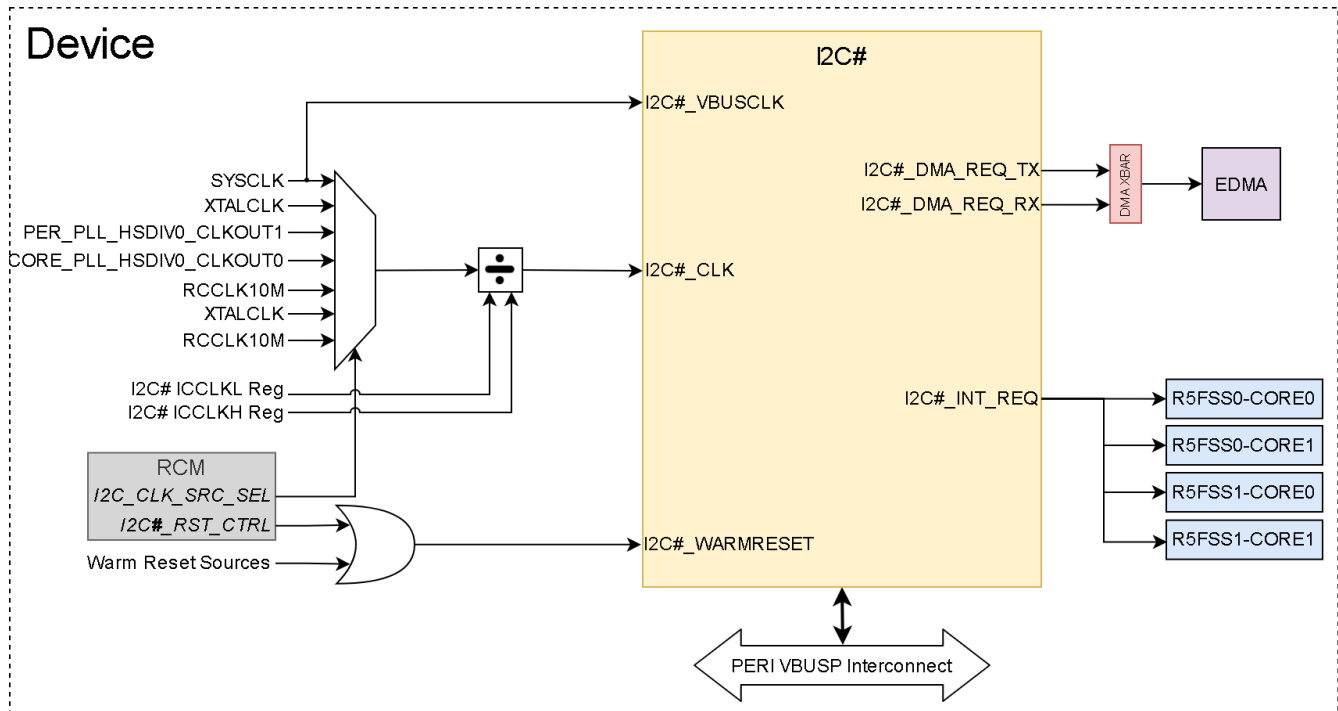 Device
I2C#
I2C#_VBUSCLK
SYSCLK
XTALCLK
PER_PLL_HSDIV0_CLKOUT1
CORE_PLL_HSDIV0_CLKOUT0
RCCLK10M
XTALCLK
RCCLK10M
I2C#_CLK
I2C# ICCLKL Reg
I2C# ICCLKH Reg
RCM
I2C_CLK_SRC_SEL
I2C#_RST_CTRL
Warm Reset Sources
I2C#_WARMRESET
I2C#_DMA_REQ_TX
I2C#_DMA_REQ_RX
DMA XBAR
EDMA
I2C#_INT_REQ
R5FSS0-CORE0
R5FSS0-CORE1
R5FSS1-CORE0
R5FSS1-CORE1
PERI VBUSP Interconnect